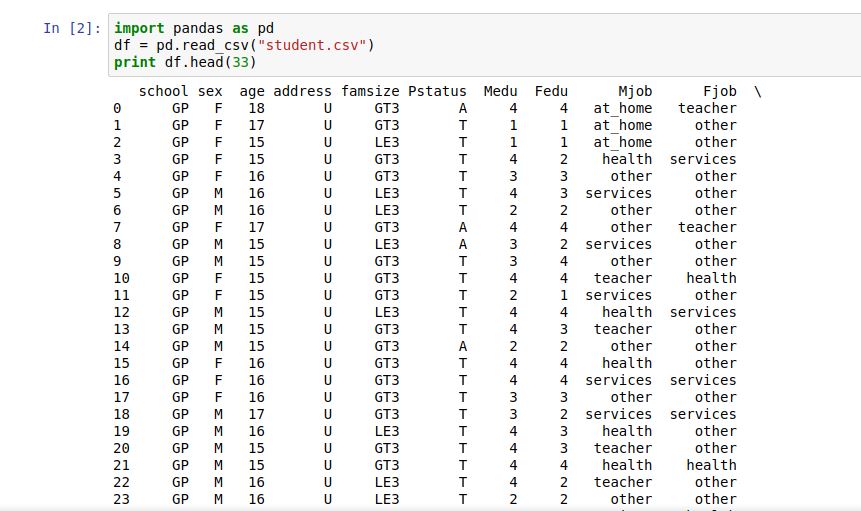 In [2]: import pandas as pd
df = pd.read_csv("student.csv")
print df.head(33)
school sex age address famsize Pstatus Medu Fedu Mjob Fjob \
0 GP F 18 U GT3 A 4 4 at_home teacher
1 GP F 17 U GT3 T 1 1 at_home other
2 GP F 15 U LE3 T 1 1 at_home other
3 GP F 15 U GT3 T 4 2 health services
4 GP F 16 U GT3 T 3 3 other other
5 GP M 16 U LE3 T 4 3 services other
6 GP M 16 U LE3 T 2 2 other other
7 GP F 17 U GT3 A 4 4 other teacher
8 GP M 15 U LE3 A 3 2 services other
9 GP M 15 U GT3 T 3 4 other other
10 GP F 15 U GT3 T 4 4 teacher health
11 GP F 15 U GT3 T 2 1 services other
12 GP M 15 U LE3 T 4 4 health services
13 GP M 15 U GT3 T 4 3 teacher other
14 GP M 15 U GT3 A 2 2 other other
15 GP F 16 U GT3 T 4 4 health other
16 GP F 16 U GT3 T 4 4 services services
17 GP F 16 U GT3 T 3 3 other other
18 GP M 17 U GT3 T 3 2 services services
19 GP M 16 U LE3 T 4 3 health other
20 GP M 15 U GT3 T 4 3 teacher other
21 GP M 15 U GT3 T 4 4 health health
22 GP M 16 U LE3 T 4 2 teacher other
23 GP M 16 U LE3 T 2 2 other other